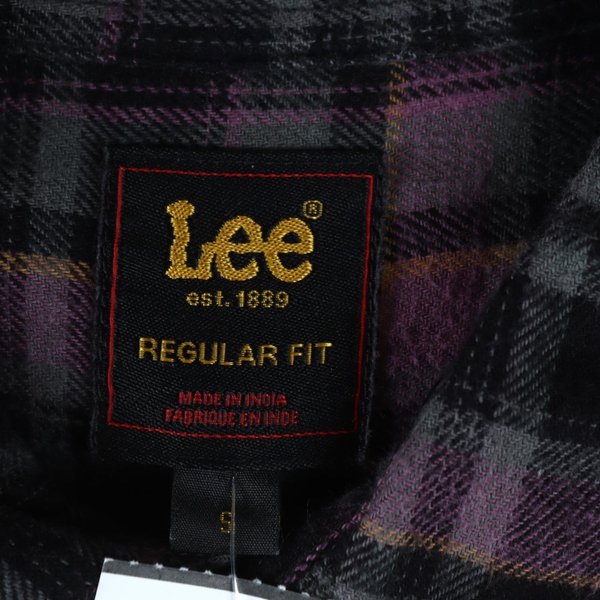 Lee®
est. 1889
REGULAR FIT
MADE IN INDIA
FABRIQUE EN INDE
S